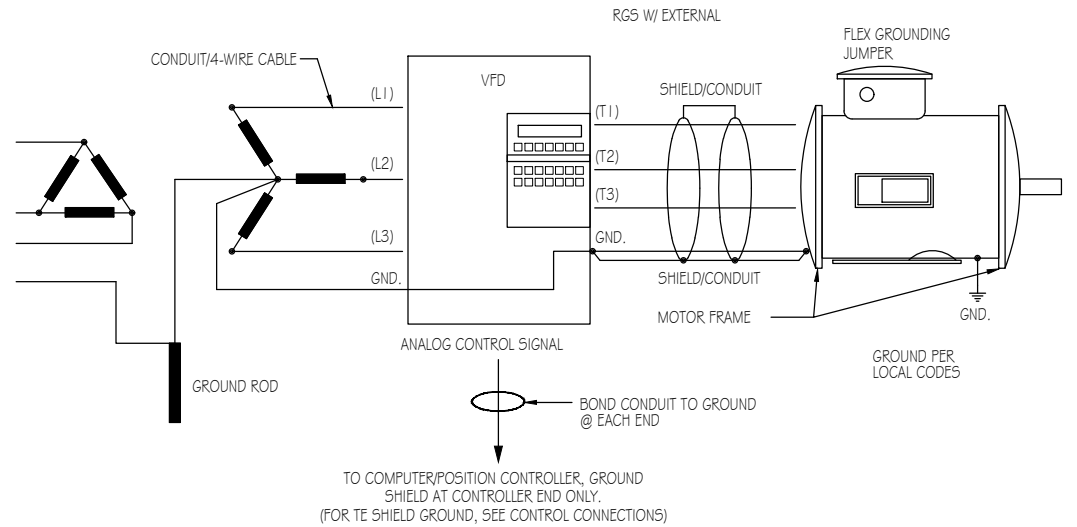 RGS W/ EXTERNAL
FLEX GROUNDING
JUMPER
CONDUIT/4-WIRE CABLE
VFD
SHIELD/CONDUIT
(L1)
(T1)
(L2)
(T2)
(T3)
(L3)
GND.
GND.
SHIELD/CONDUIT
MOTOR FRAME
GND.
ANALOG CONTROL SIGNAL
GROUND PER
LOCAL CODES
GROUND ROD
BOND CONDUIT TO GROUND
@ EACH END
TO COMPUTER/POSITION CONTROLLER, GROUND
SHIELD AT CONTROLLER END ONLY.
(FOR TE SHIELD GROUND, SEE CONTROL CONNECTIONS)